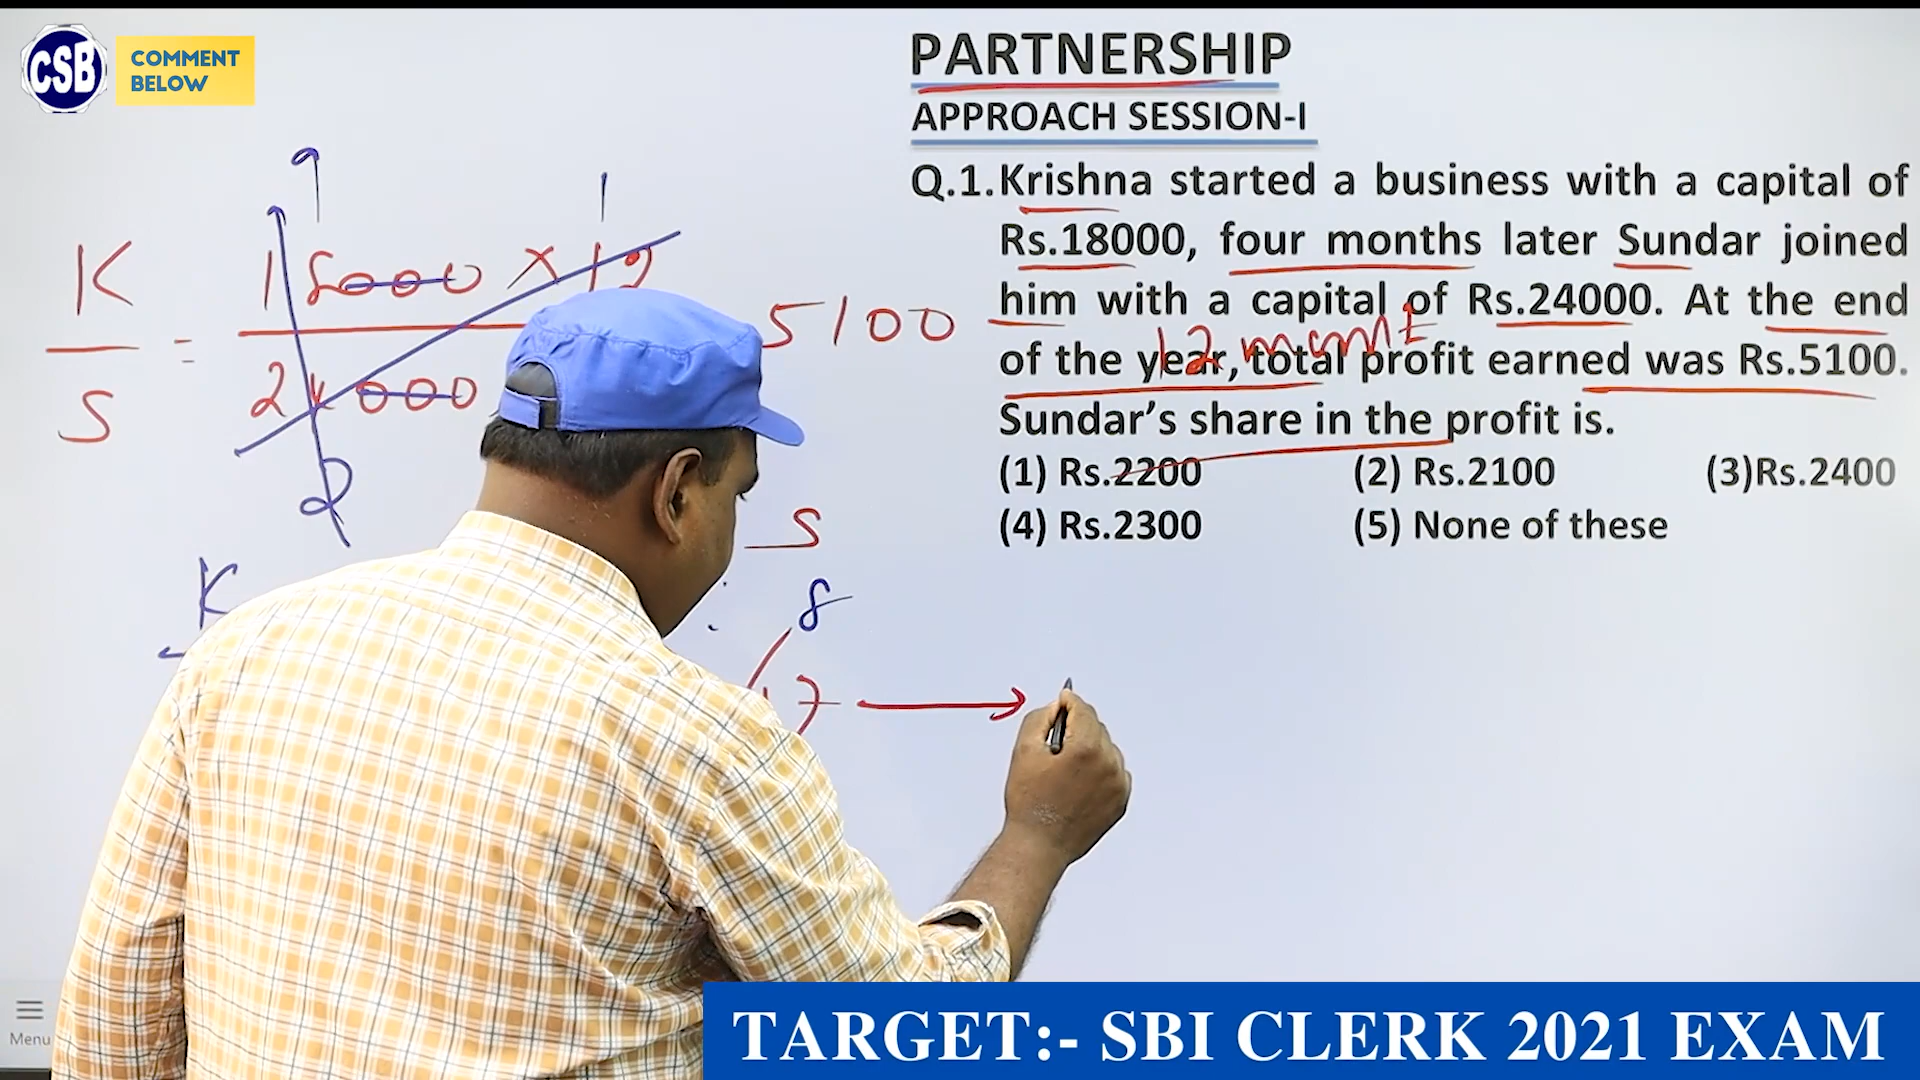 CSB
COMMENT
BELOW
PARTNERSHIP
APPROACH SESSION-I
Q.1.Krishna started a business with a capital of
Rs.18000, four months later Sundar joined
him with a capital of Rs.24000. At the end
of the year, total profit earned was Rs.5100.
Sundar's share in the profit is.
(1) Rs.2200 (2) Rs.2100 (3)Rs.2400
(4) Rs.2300 (5) None of these
12 mont
9 1
K = 18000 × 12
S 24000
2
5100
K : S
8
17
Menu
TARGET:- SBI CLERK 2021 EXAM